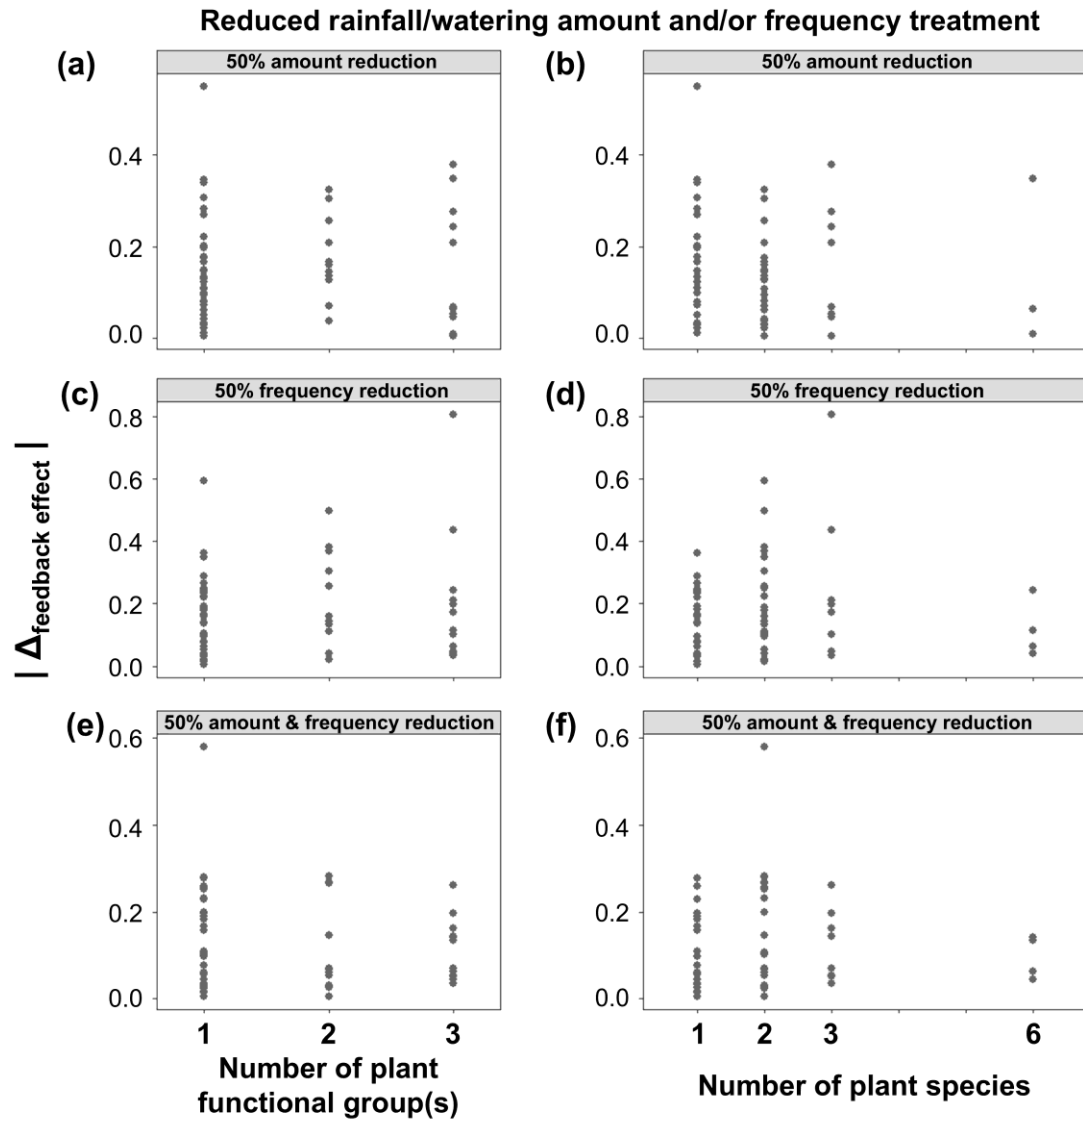 Reduced rainfall/watering amount and/or frequency treatment
(a)
50% amount reduction
0.4
0.2
0.0
(b)
50% amount reduction
0.4
0.2
0.0
(c)
50% frequency reduction
0.8
0.6
0.4
0.2
0.0
(d)
50% frequency reduction
0.8
0.6
0.4
0.2
0.0
| Δfeedback effect |
(e)
50% amount & frequency reduction
0.6
0.4
0.2
0.0
(f)
50% amount & frequency reduction
0.6
0.4
0.2
0.0
1 2 3
Number of plant
functional group(s)
1 2 3 6
Number of plant species